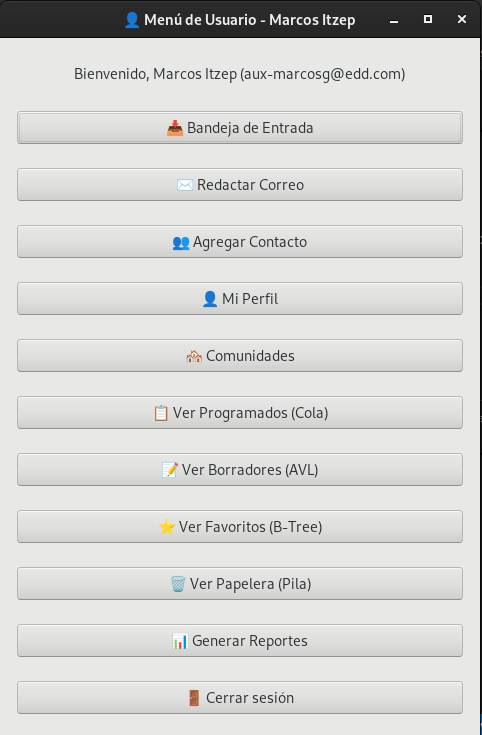 👤 Menú de Usuario - Marcos Itzep
Bienvenido, Marcos Itzep (aux-marcosg@edd.com)
📥 Bandeja de Entrada
✉️ Redactar Correo
👥 Agregar Contacto
👤 Mi Perfil
🏘️ Comunidades
📋 Ver Programados (Cola)
📝 Ver Borradores (AVL)
⭐ Ver Favoritos (B-Tree)
🗑️ Ver Papelera (Pila)
📊 Generar Reportes
🚪 Cerrar sesión